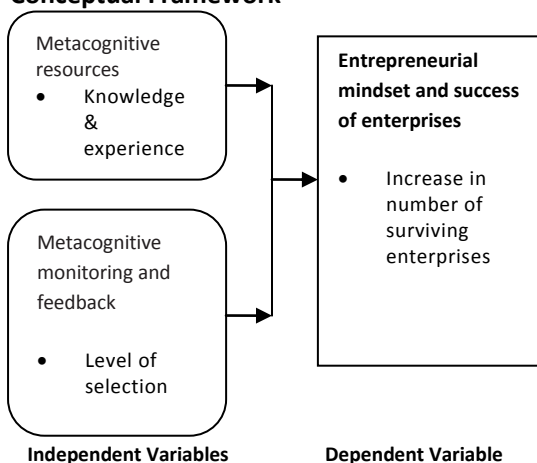 Conceptual Framework
Metacognitive
resources
• Knowledge
&
experience
Metacognitive
monitoring and
feedback
• Level of
selection
Entrepreneurial
mindset and success
of enterprises
• Increase in
number of
surviving
enterprises
Independent Variables
Dependent Variable